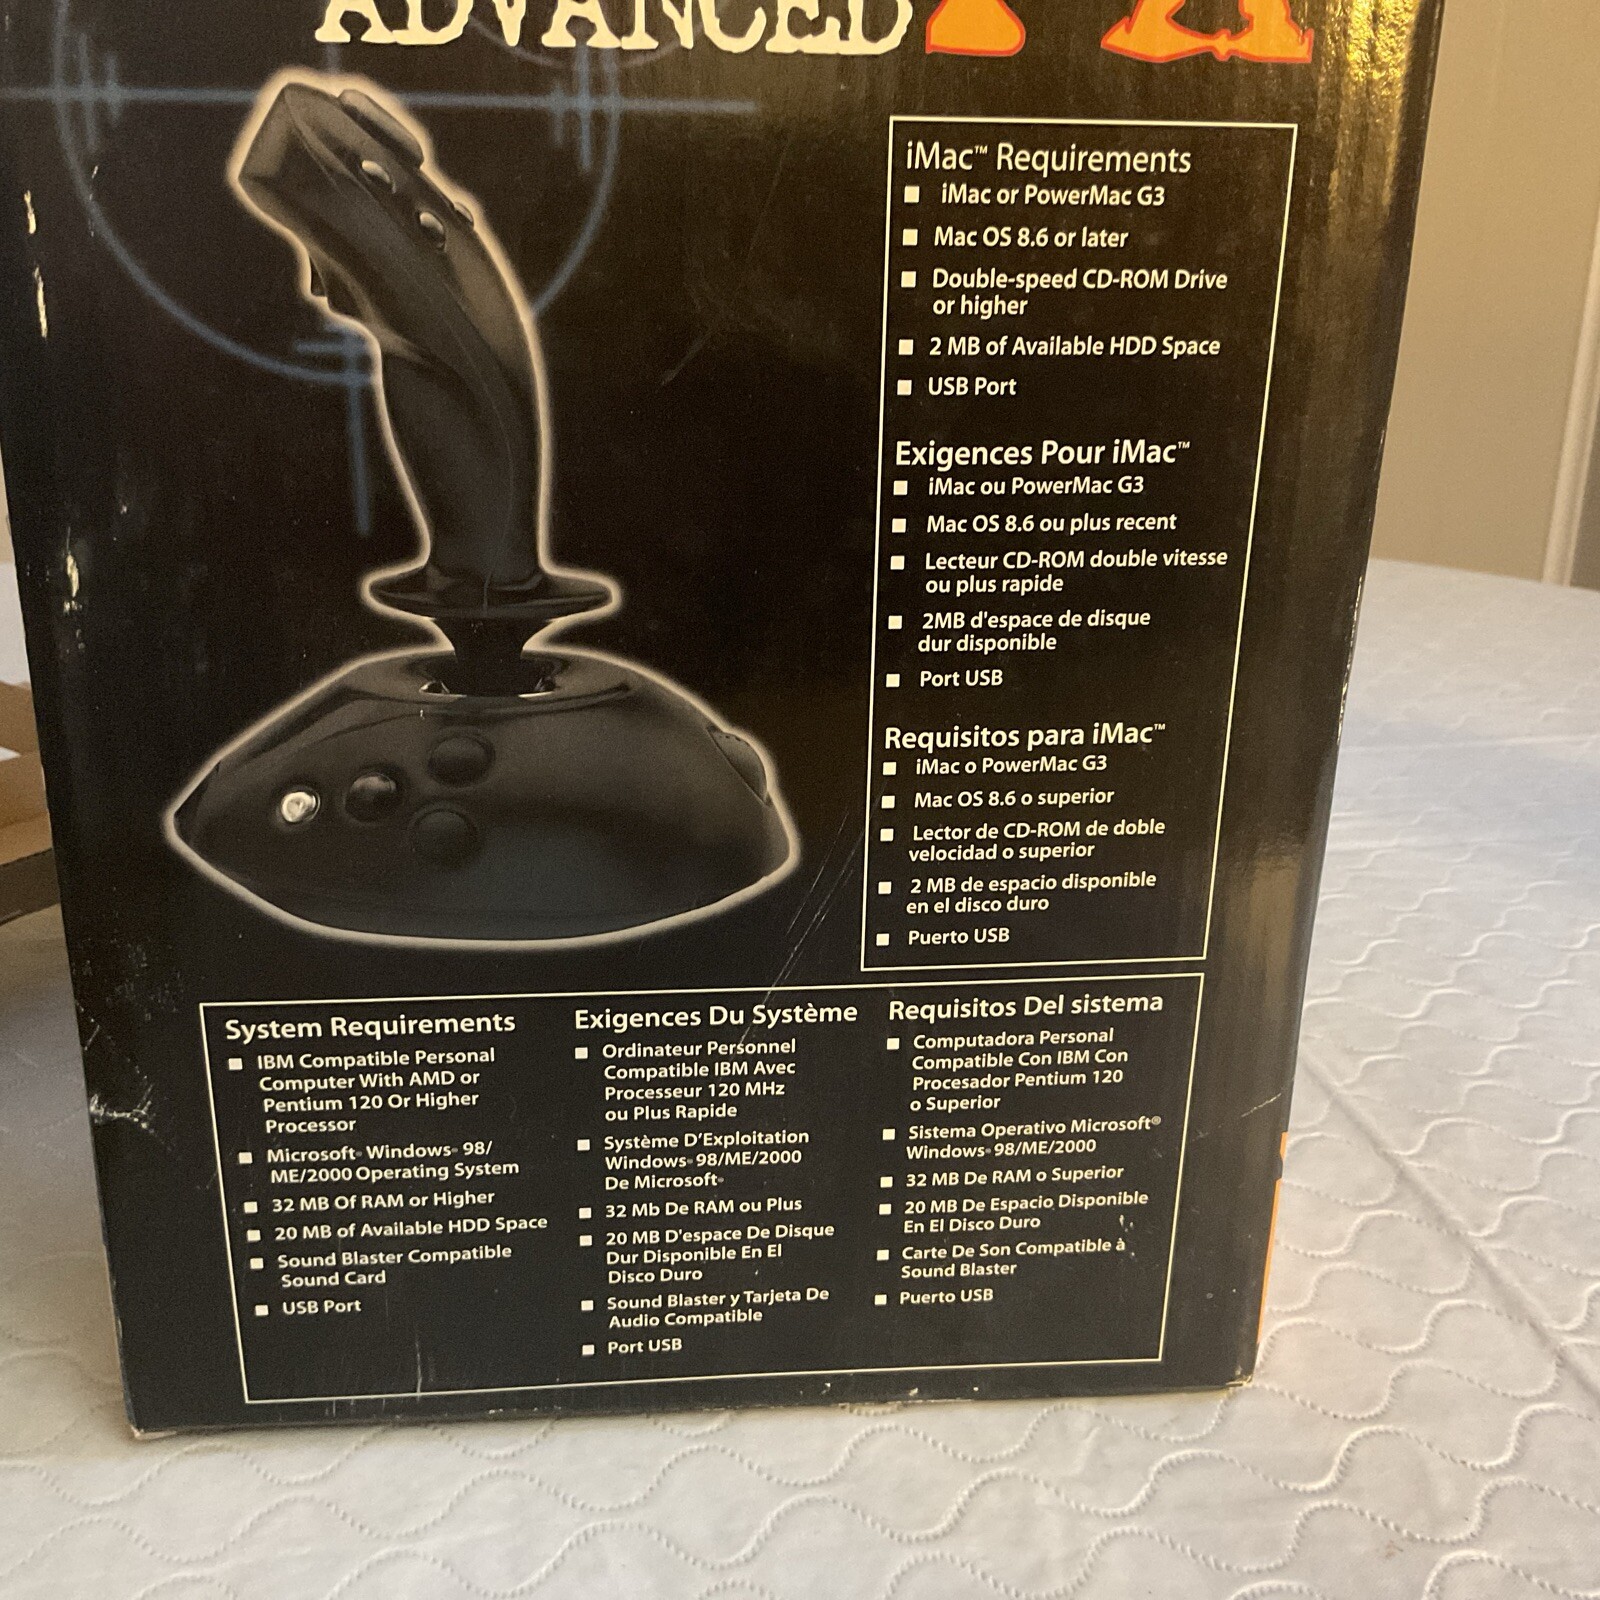 ADVANCED
iMac™ Requirements
■ iMac or PowerMac G3
■ Mac OS 8.6 or later
■ Double-speed CD-ROM Drive
or higher
■ 2 MB of Available HDD Space
■ USB Port
Exigences Pour iMac™
■ iMac ou PowerMac G3
■ Mac OS 8.6 ou plus recent
■ Lecteur CD-ROM double vitesse
ou plus rapide
■ 2MB d'espace de disque
dur disponible
■ Port USB
Requisitos para iMac™
■ iMac o PowerMac G3
■ Mac OS 8.6 o superior
■ Lector de CD-ROM de doble
velocidad o superior
■ 2 MB de espacio disponible
en el disco duro
■ Puerto USB
System Requirements
■ IBM Compatible Personal
Computer With AMD or
Pentium 120 Or Higher
Processor
■ Microsoft® Windows® 98/
ME/2000 Operating System
■ 32 MB Of RAM or Higher
■ 20 MB of Available HDD Space
■ Sound Blaster Compatible
Sound Card
■ USB Port
Exigences Du Système
■ Ordinateur Personnel
Compatible IBM Avec
Processeur 120 MHz
ou Plus Rapide
■ Système D'Exploitation
Windows® 98/ME/2000
De Microsoft®
■ 32 Mb De RAM ou Plus
■ 20 MB D'espace De Disque
Dur Disponible En El
Disco Duro
■ Sound Blaster y Tarjeta De
Audio Compatible
■ Port USB
Requisitos Del sistema
■ Computadora Personal
Compatible Con IBM Con
Procesador Pentium 120
o Superior
■ Sistema Operativo Microsoft®
Windows® 98/ME/2000
■ 32 MB De RAM o Superior
■ 20 MB De Espacio Disponible
En El Disco Duro
■ Carte De Son Compatible à
Sound Blaster
■ Puerto USB